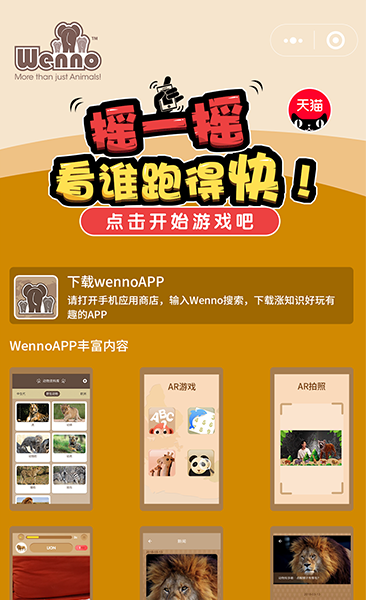 Wenno™
More than just Animals!
天猫
摇一摇
看谁跑得快！
点击开始游戏吧
下载wennoAPP
请打开手机应用商店，输入Wenno搜索，下载涨知识好玩有
趣的APP
WennoAPP丰富内容
AR游戏
AR拍照
ABC
LION